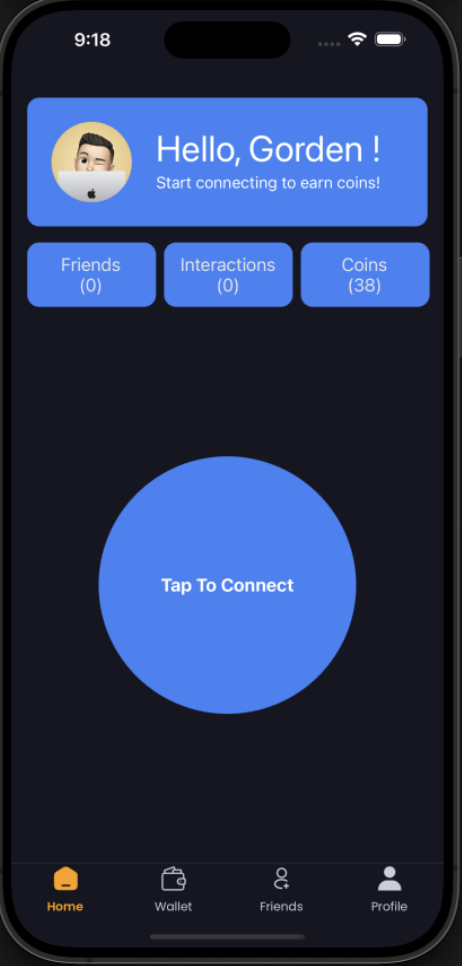 9:18
Hello, Gorden !
Start connecting to earn coins!
Friends
(0)
Interactions
(0)
Coins
(38)
Tap To Connect
Home
Wallet
Friends
Profile